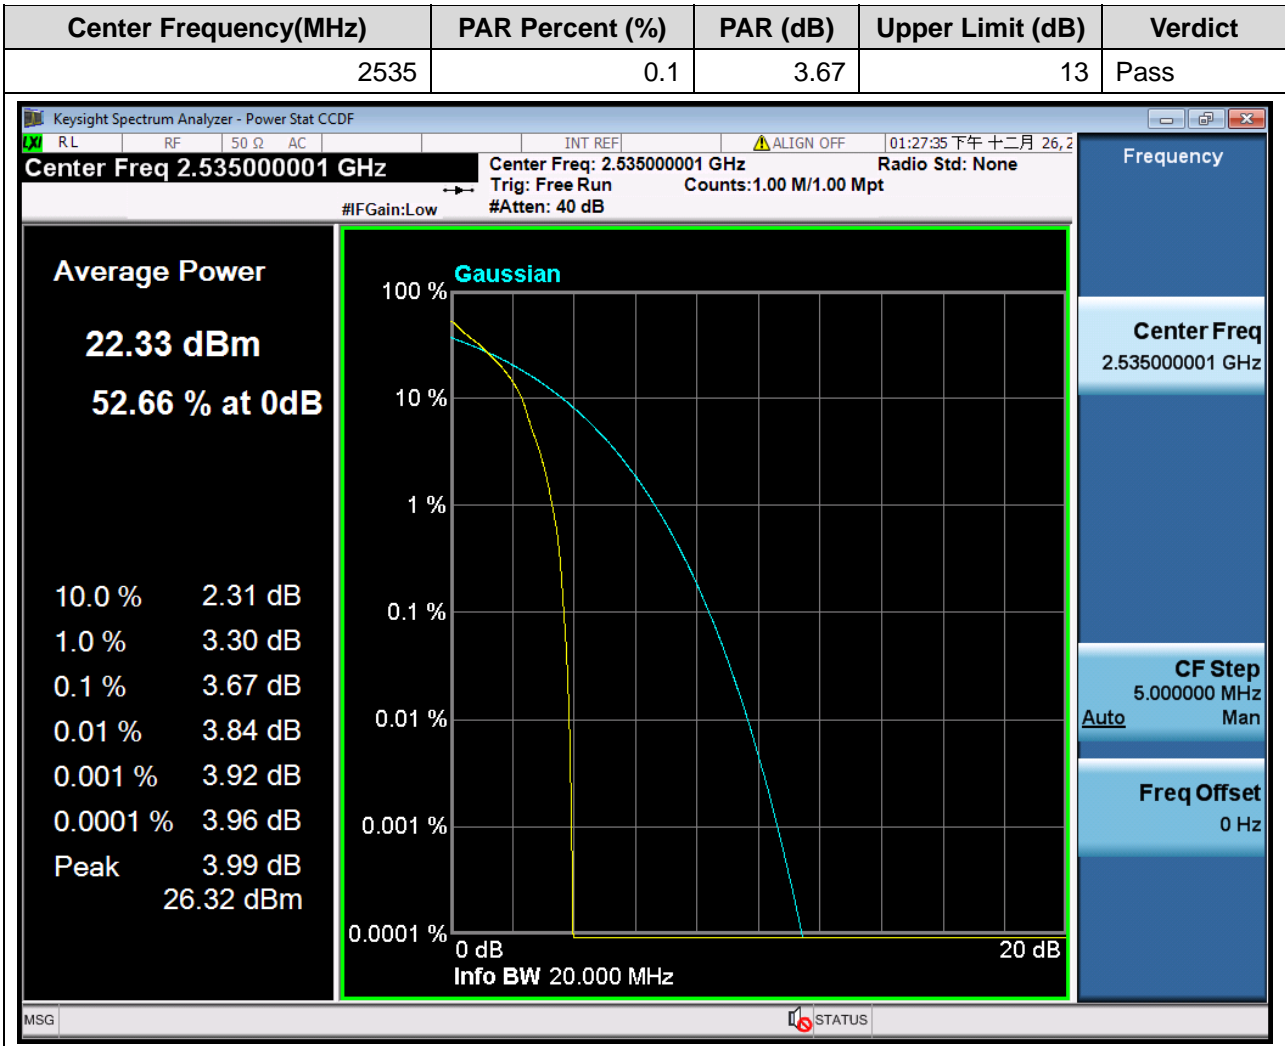 Center Frequency(MHz) PAR Percent (%) PAR (dB) Upper Limit (dB) Verdict
2535 0.1 3.67 13 Pass
Keysight Spectrum Analyzer - Power Stat CCDF
LXI RL RF 50 Ω AC INT REF ALIGN OFF 01:27:35 下午 十二月 26, 2
Center Freq 2.535000001 GHz
Center Freq: 2.535000001 GHz Radio Std: None
Trig: Free Run Counts:1.00 M/1.00 Mpt
#IFGain:Low #Atten: 40 dB
Average Power
22.33 dBm
52.66 % at 0dB
10.0 % 2.31 dB
1.0 % 3.30 dB
0.1 % 3.67 dB
0.01 % 3.84 dB
0.001 % 3.92 dB
0.0001 % 3.96 dB
Peak 3.99 dB
26.32 dBm
Gaussian
100 %
10 %
1 %
0.1 %
0.01 %
0.001 %
0.0001 %
0 dB 20 dB
Info BW 20.000 MHz
Frequency
Center Freq
2.535000001 GHz
CF Step
5.000000 MHz
Auto Man
Freq Offset
0 Hz
MSG STATUS